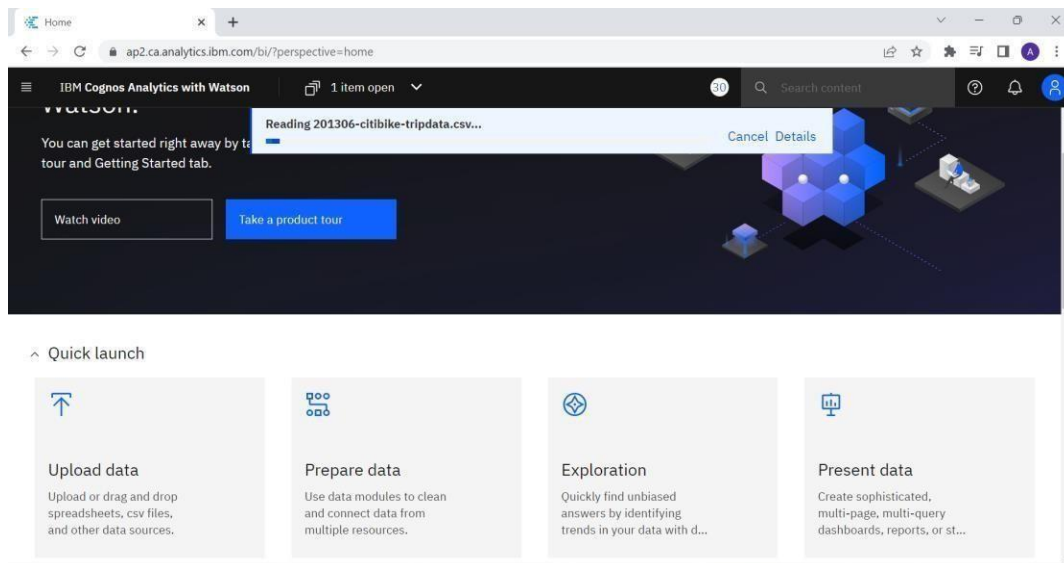 Home
ap2.ca.analytics.ibm.com/bi/?perspective=home
A
IBM Cognos Analytics with Watson
1 item open
30
Search content
Watson.
Reading 201306-citibike-tripdata.csv...
Cancel Details
You can get started right away by ta
tour and Getting Started tab.
Watch video
Take a product tour
Quick launch
Upload data
Upload or drag and drop
spreadsheets, csv files,
and other data sources.
Prepare data
Use data modules to clean
and connect data from
multiple resources.
Exploration
Quickly find unbiased
answers by identifying
trends in your data with d...
Present data
Create sophisticated,
multi-page, multi-query
dashboards, reports, or st...